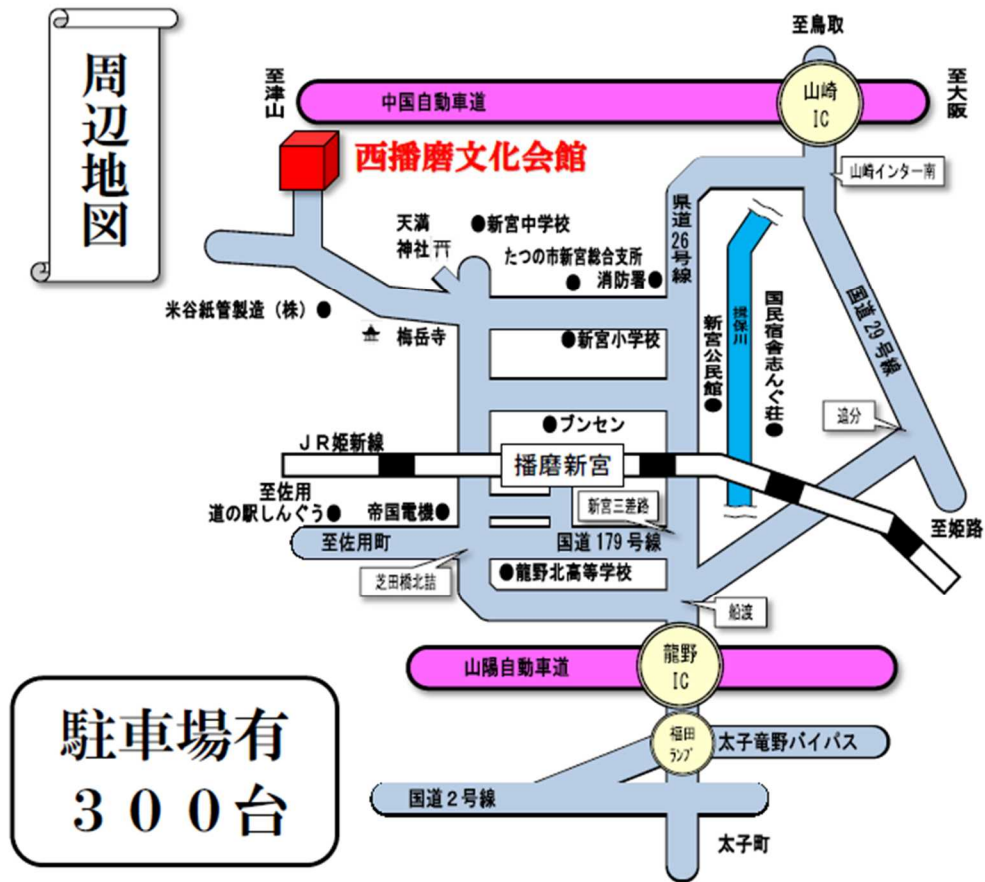 周辺地図
至鳥取
至津山
中国自動車道
山崎
IC
至大阪
西播磨文化会館
山崎インター南
天満
神社
●新宮中学校
県道26号線
たつの市新宮総合支所
消防署●
米谷紙管製造（株）●
梅岳寺
●新宮小学校
新宮公民館●
揖保川
国民宿舎志んぐ荘●
国道29号線
追分
●ブンセン
JR姫新線
播磨新宮
至佐用
道の駅しんぐう●
帝国電機●
新宮三差路
至姫路
至佐用町
国道179号線
芝田橋北詰
●龍野北高等学校
船渡
山陽自動車道
龍野
IC
福田
ランプ
太子竜野バイパス
国道2号線
太子町
駐車場有
３００台